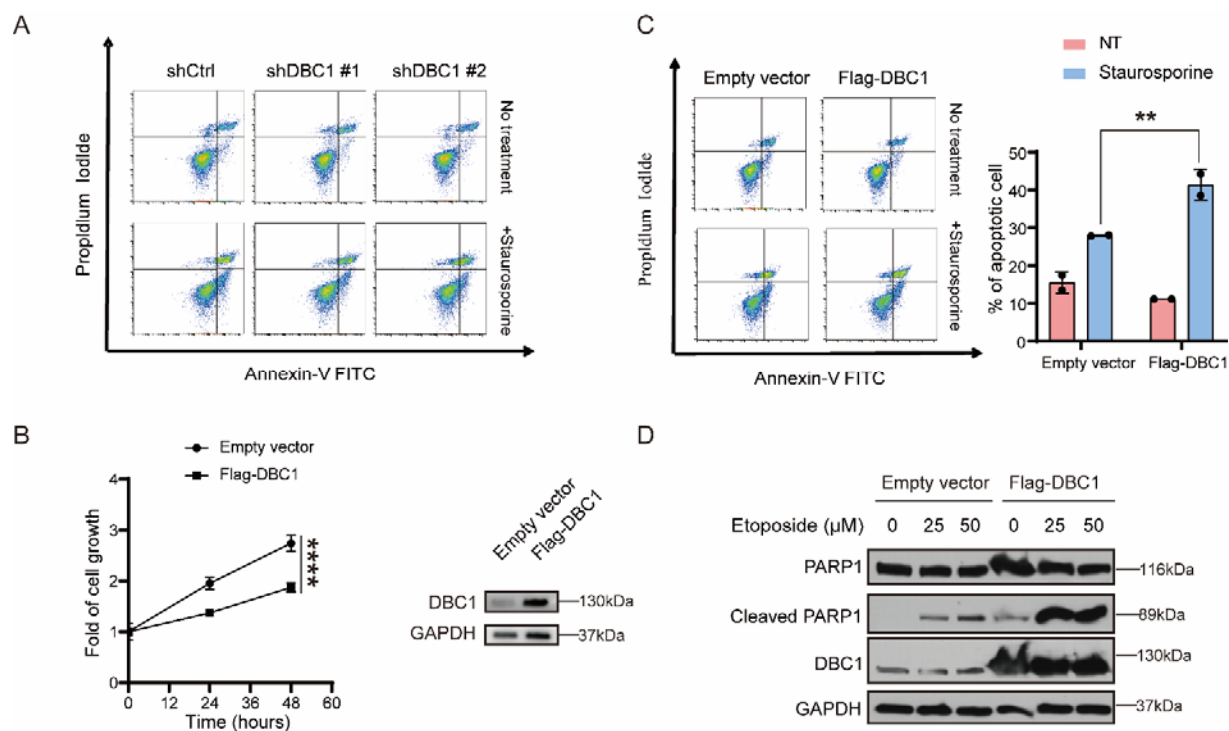 A
shCtrl
shDBC1 #1
shDBC1 #2
No treatment
+Staurosporine
Propidium Iodide
Annexin-V FITC
C
Empty vector
Flag-DBC1
No treatment
+Staurosporine
Propidium Iodide
Annexin-V FITC
NT
Staurosporine
**
% of apoptotic cell
50
40
30
20
10
0
Empty vector
Flag-DBC1
B
Empty vector
Flag-DBC1
Fold of cell growth
4
3
2
1
0
****
0 12 24 36 48 60
Time (hours)
Empty vector
Flag-DBC1
DBC1
130kDa
GAPDH
37kDa
D
Empty vector Flag-DBC1
Etoposide (μM) 0 25 50 0 25 50
PARP1
116kDa
Cleaved PARP1
89kDa
DBC1
130kDa
GAPDH
37kDa